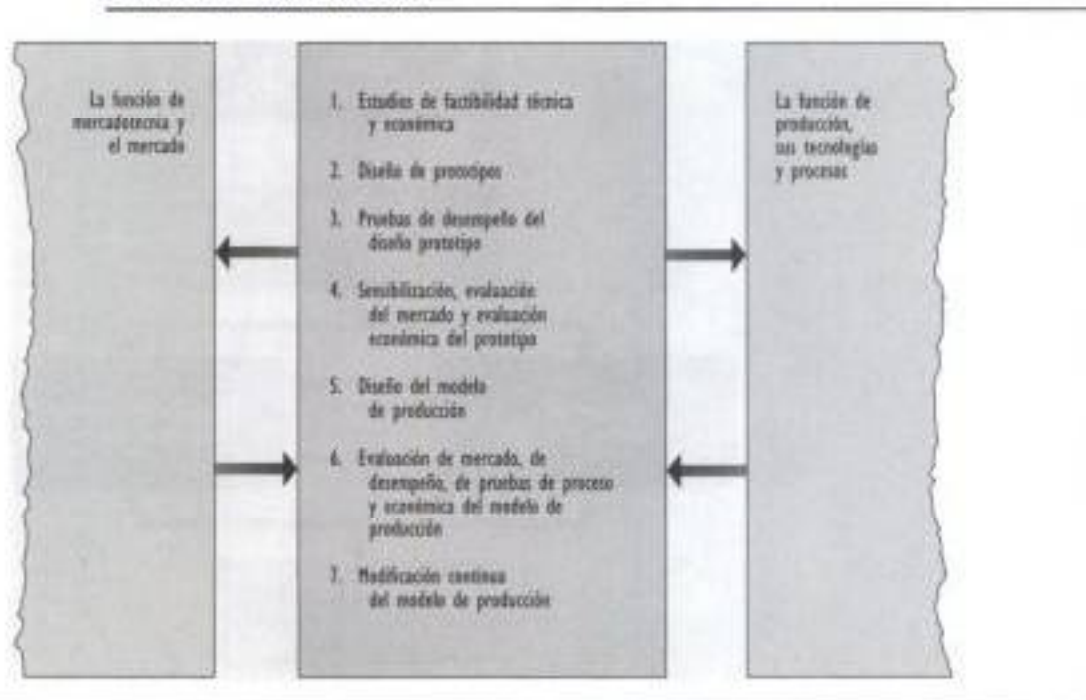 La función de
mercadotecnia y
el mercado
1. Estudios de factibilidad técnica
y económica
2. Diseño de prototipos
3. Pruebas de desempeño del
diseño prototipo
4. Sensibilización, evaluación
del mercado y evaluación
económica del prototipo
5. Diseño del modelo
de producción
6. Evaluación de mercado, de
desempeño, de pruebas de proceso
y económica del modelo de
producción
7. Modificación continua
del modelo de producción
La función de
producción,
sus tecnologías
y procesos